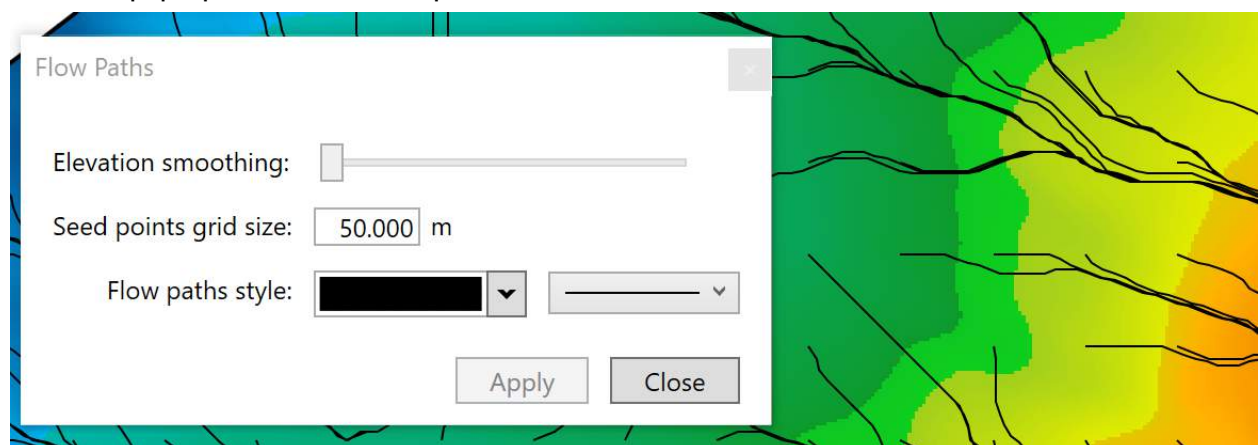 Flow Paths
Elevation smoothing:
Seed points grid size: 50.000 m
Flow paths style:
Apply Close